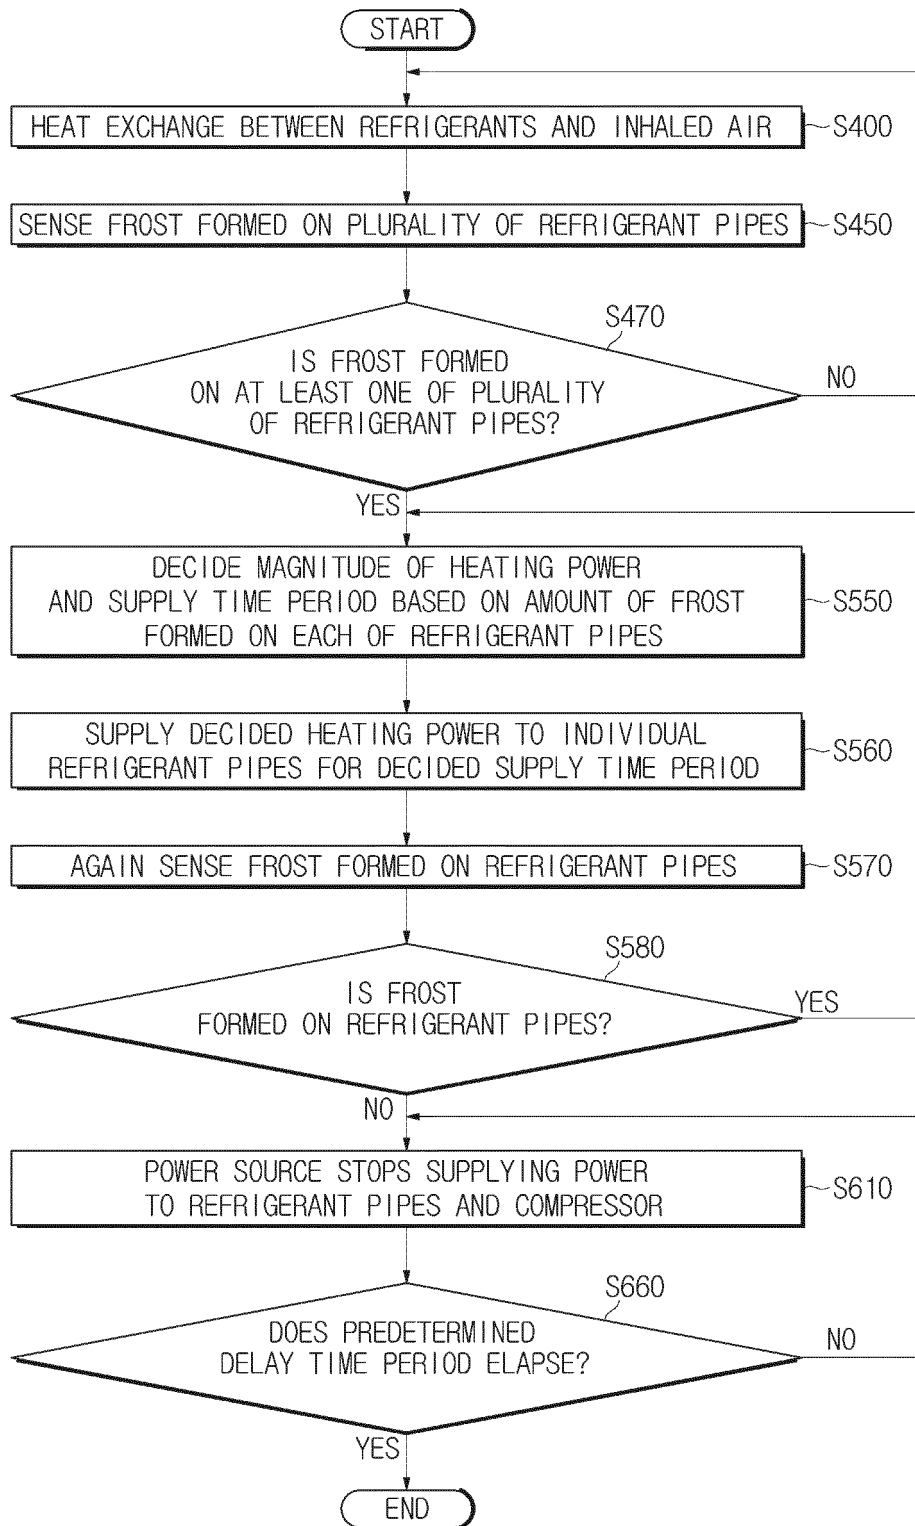 START
HEAT EXCHANGE BETWEEN REFRIGERANTS AND INHALED AIR
S400
SENSE FROST FORMED ON PLURALITY OF REFRIGERANT PIPES
S450
S470
IS FROST FORMED
ON AT LEAST ONE OF PLURALITY
OF REFRIGERANT PIPES?
NO
YES
DECIDE MAGNITUDE OF HEATING POWER
AND SUPPLY TIME PERIOD BASED ON AMOUNT OF FROST
FORMED ON EACH OF REFRIGERANT PIPES
S550
SUPPLY DECIDED HEATING POWER TO INDIVIDUAL
REFRIGERANT PIPES FOR DECIDED SUPPLY TIME PERIOD
S560
AGAIN SENSE FROST FORMED ON REFRIGERANT PIPES
S570
S580
IS FROST
FORMED ON REFRIGERANT PIPES?
YES
NO
POWER SOURCE STOPS SUPPLYING POWER
TO REFRIGERANT PIPES AND COMPRESSOR
S610
S660
DOES PREDETERMINED
DELAY TIME PERIOD ELAPSE?
NO
YES
END